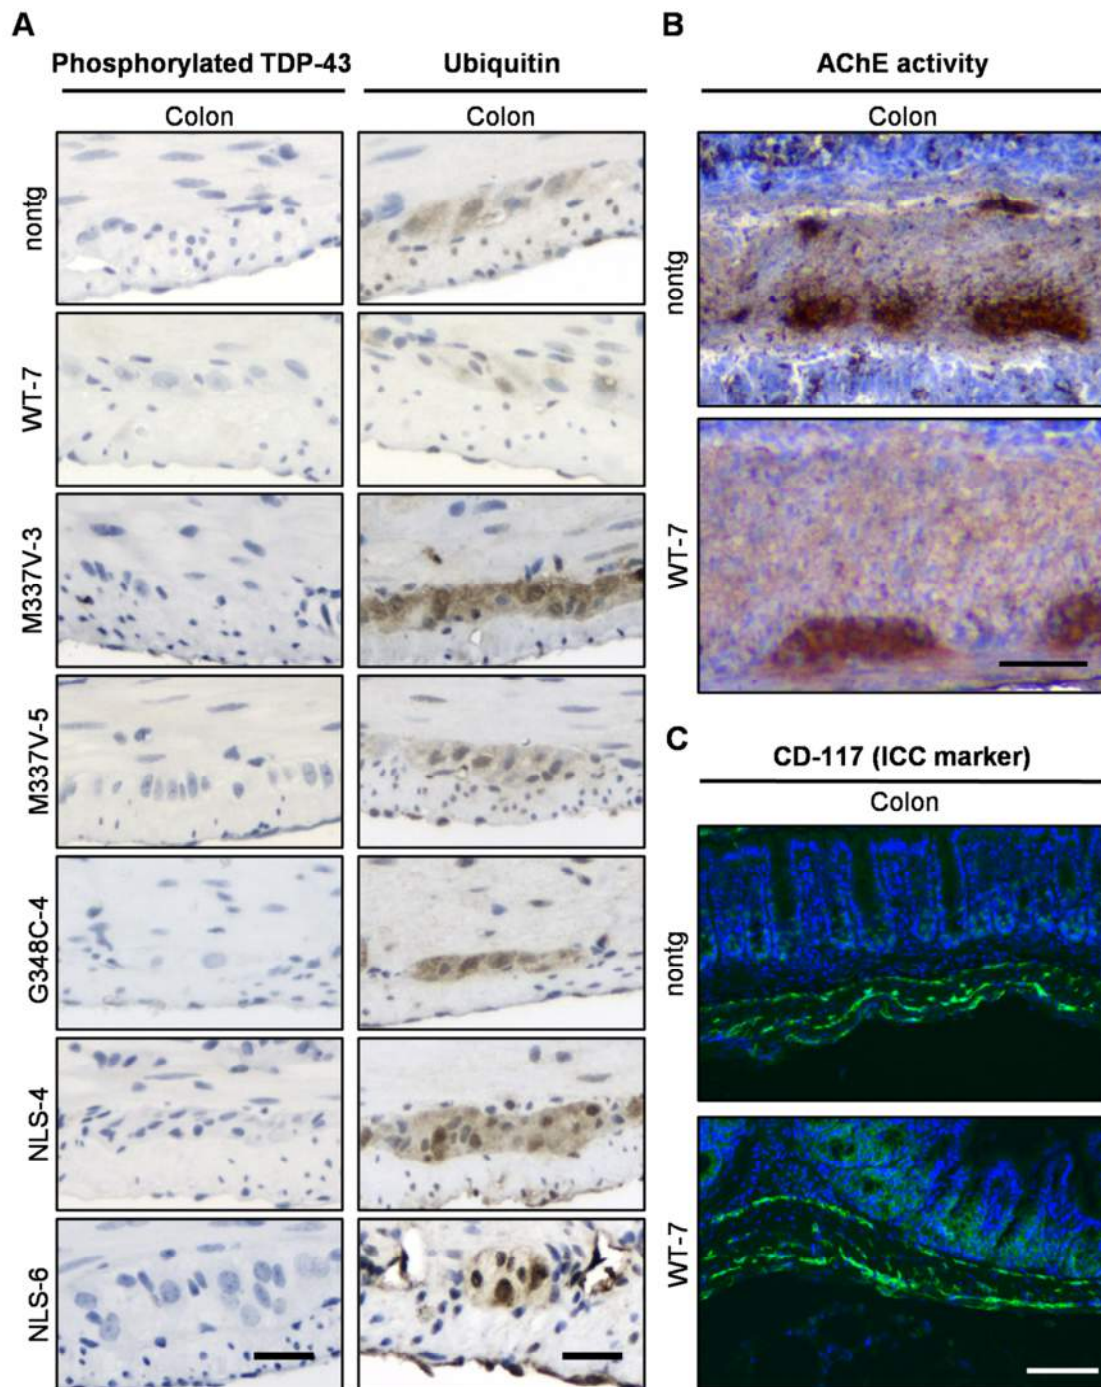 A
Phosphorylated TDP-43
Ubiquitin
Colon
Colon
nontg
WT-7
M337V-3
M337V-5
G348C-4
NLS-4
NLS-6
B
AChE activity
Colon
nontg
WT-7
C
CD-117 (ICC marker)
Colon
nontg
WT-7